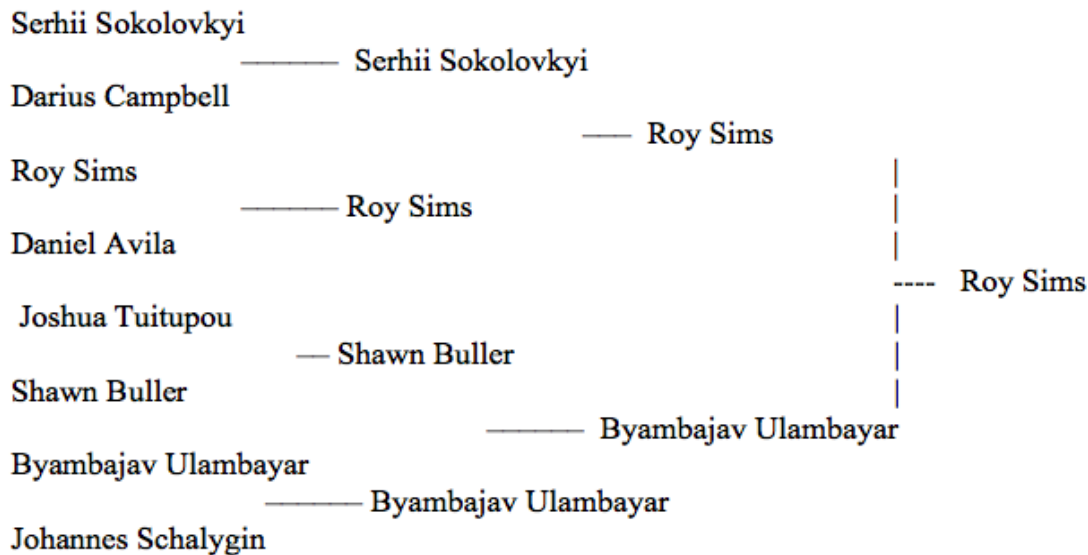 Serhii Sokolovkyi
—— Serhii Sokolovkyi
Darius Campbell
—— Roy Sims
Roy Sims
|
—— Roy Sims
|
Daniel Avila
|
---- Roy Sims
Joshua Tuitupou
|
— Shawn Buller
|
Shawn Buller
|
—— Byambajav Ulambayar
Byambajav Ulambayar
—— Byambajav Ulambayar
Johannes Schalygin